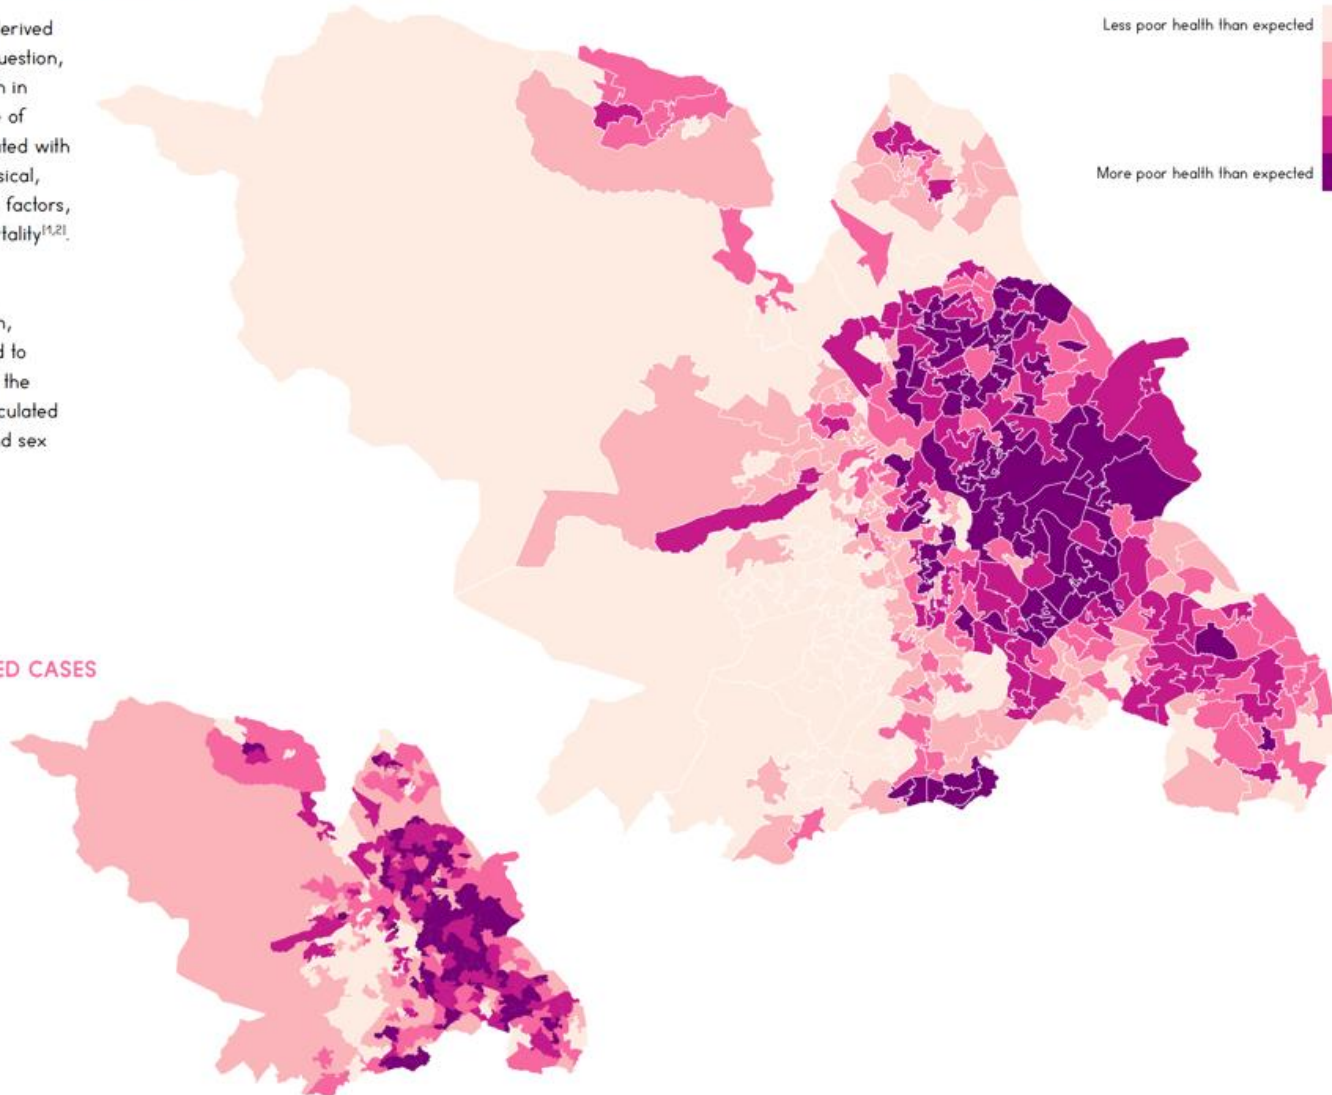 erived
uestion,
n in
of
ted with
sical,
factors,
tality[1,2].
n,
d to
the
culated
d sex
ED CASES
Less poor health than expected
More poor health than expected